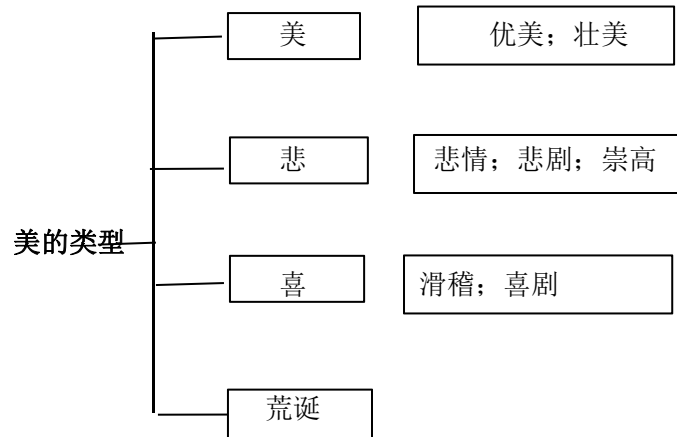 美
优美；壮美
悲
悲情；悲剧；崇高
美的类型
喜
滑稽；喜剧
荒诞